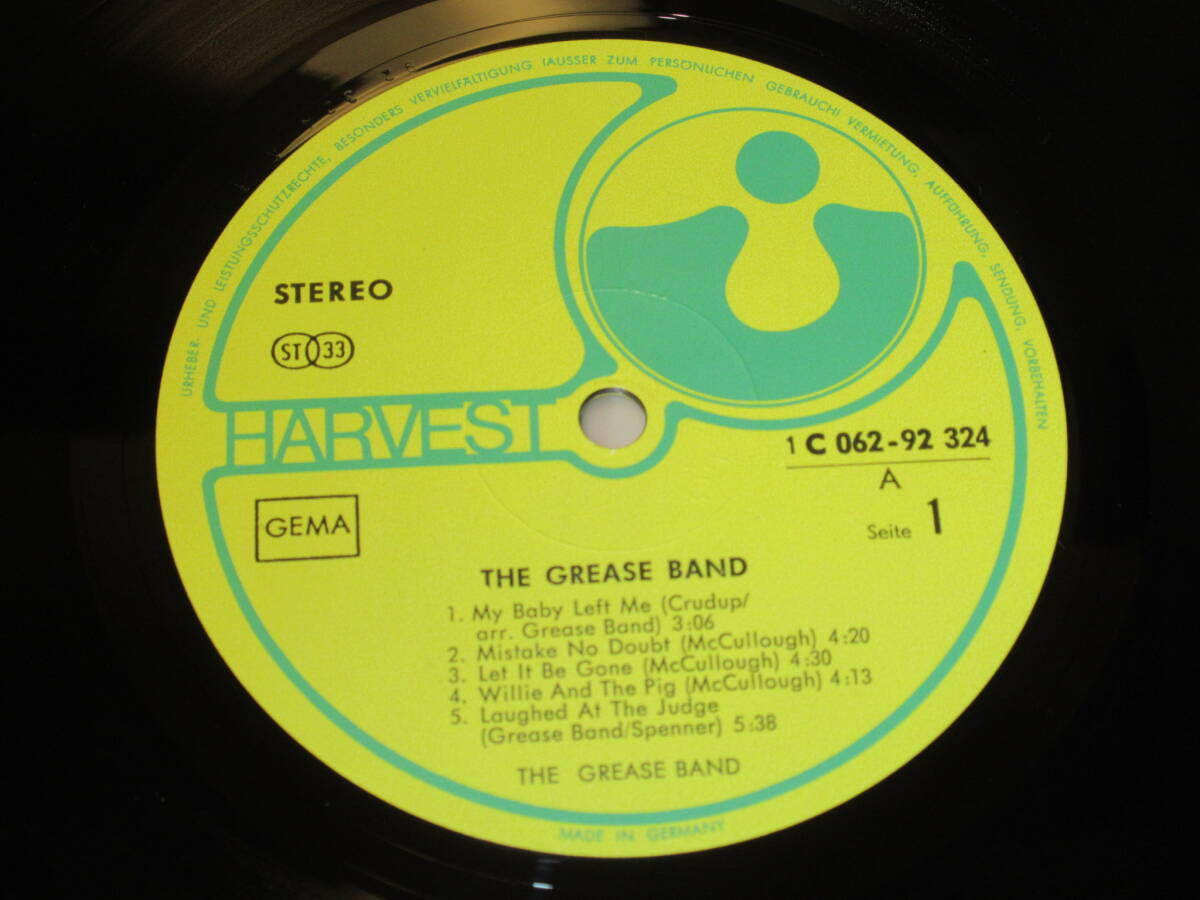 URHEBER- UND LEISTUNGSSCHUTZRECHTE, BESONDERS VERVIELFÄLTIGUNG (AUSSER ZUM PERSÖNLICHEN GEBRAUCH) VERMIETUNG, AUFFÜHRUNG, SENDUNG, VORBEHALTEN
STEREO
ST 33
HARVEST
1 C 062-92 324
A
Seite 1
GEMA
THE GREASE BAND
1. My Baby Left Me (Crudup/
arr. Grease Band) 3:06
2. Mistake No Doubt (McCullough) 4:20
3. Let It Be Gone (McCullough) 4:30
4. Willie And The Pig (McCullough) 4:13
5. Laughed At The Judge
(Grease Band/Spenner) 5:38
THE GREASE BAND
MADE IN GERMANY